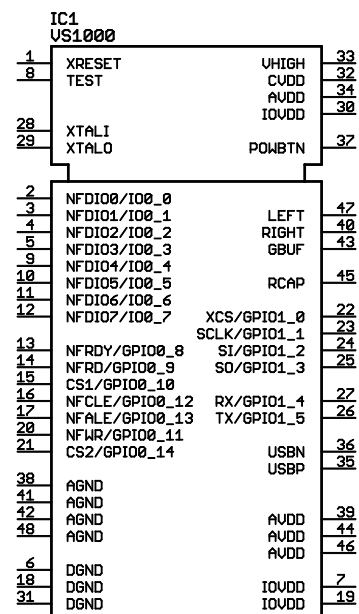 IC1
VS1000
1 XRESET VHIGH 33
8 TEST CVDD 32
AVDD 34
IOVDD 30
28 XTALI
29 XTALO POWBTN 37
2 NFDIO0/IO0_0
3 NFDIO1/IO0_1 LEFT 47
4 NFDIO2/IO0_2 RIGHT 40
5 NFDIO3/IO0_3 GBUF 43
9 NFDIO4/IO0_4
10 NFDIO5/IO0_5 RCAP 45
11 NFDIO6/IO0_6
12 NFDIO7/IO0_7 XCS/GPIO1_0 22
SCLK/GPIO1_1 23
13 NFRDY/GPIO0_8 SI/GPIO1_2 24
14 NFRD/GPIO0_9 SO/GPIO1_3 25
15 CS1/GPIO0_10
16 NFCLE/GPIO0_12 RX/GPIO1_4 27
17 NFALE/GPIO0_13 TX/GPIO1_5 26
20 NFWR/GPIO0_11
21 CS2/GPIO0_14 USBN 36
USBP 35
38 AGND
41 AGND
42 AGND AVDD 39
48 AGND AVDD 44
AVDD 46
6 DGND
18 DGND IOVDD 7
31 DGND IOVDD 19